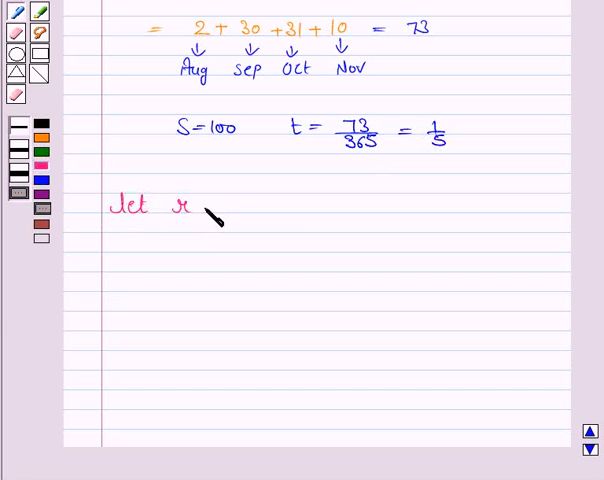 = 2 + 30 + 31 + 10 = 73
↓ ↓ ↓ ↓
Aug Sep Oct Nov
S = 100 t = 73/365 = 1/5
let r